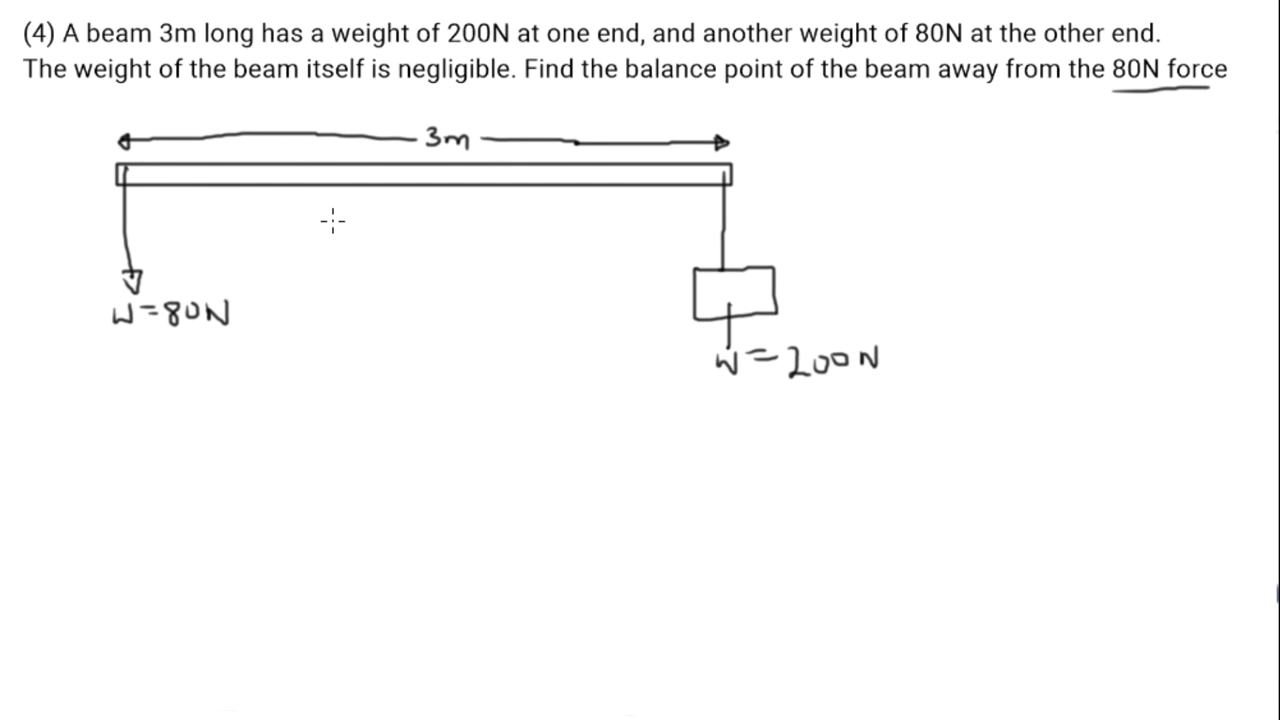 (4) A beam 3m long has a weight of 200N at one end, and another weight of 80N at the other end.
The weight of the beam itself is negligible. Find the balance point of the beam away from the 80N force
3m
W=80N
W=200N